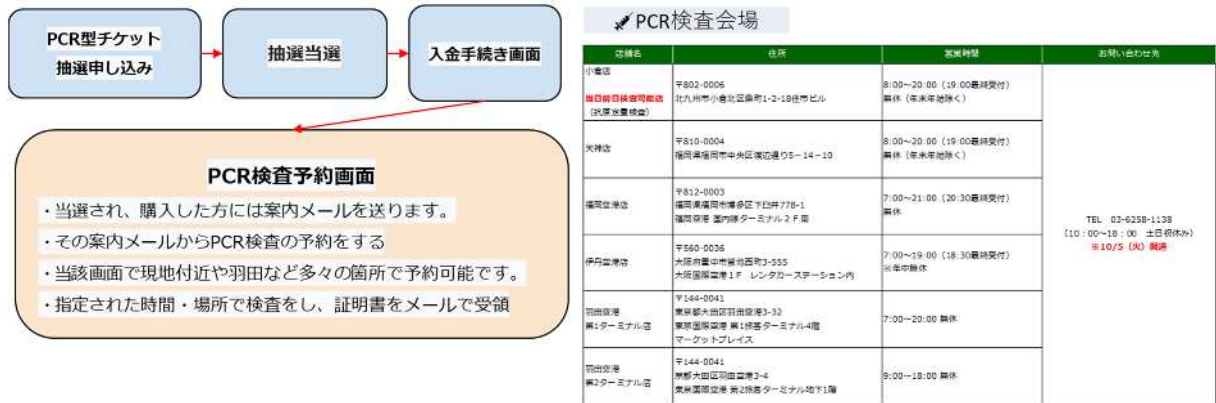 PCR型チケット
抽選申し込み
抽選当選
入金手続き画面
PCR検査予約画面
・当選され、購入した方には案内メールを送ります。
・その案内メールからPCR検査の予約をする
・当該画面で現地付近や羽田など多々の箇所で予約可能です。
・指定された時間・場所で検査をし、証明書をメールで受領
PCR検査会場
店舗名 住所 営業時間 お問い合わせ先
小倉店
当日前日検査可能店
(抗原定量検査)
〒802-0006
北九州市小倉北区魚町1-2-18住市ビル
8:00~20:00(19:00最終受付)
無休(年末年始除く)
天神店
〒810-0004
福岡県福岡市中央区渡辺通り5-14-10
8:00~20:00(19:00最終受付)
無休(年末年始除く)
福岡空港店
〒812-0003
福岡県福岡市博多区下臼井778-1
福岡空港 国内線ターミナル2F南
7:00~21:00(20:30最終受付)
無休
伊丹空港店
〒560-0036
大阪府豊中市蛍池西町3-555
大阪国際空港1F レンタカーステーション内
7:00~19:00(18:30最終受付)
※年中無休
羽田空港
第1ターミナル店
〒144-0041
東京都大田区羽田空港3-32
東京国際空港 第1旅客ターミナル4階
マーケットプレイス
7:00~20:00 無休
羽田空港
第2ターミナル店
〒144-0041
京都大田区羽田空港3-4
東京国際空港 第2旅客ターミナル地下1階
9:00~18:00 無休
TEL 03-6258-1138
(10:00~18:00 土日祝休み)
※10/5(火)開通